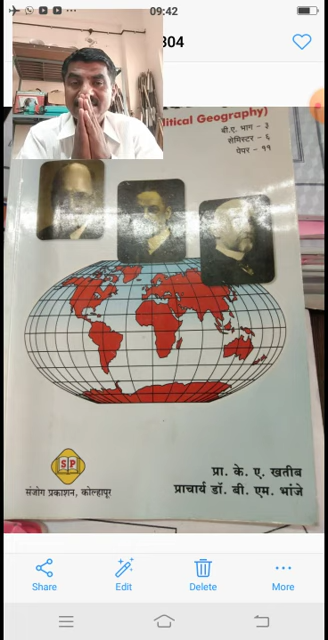 09:42
304
litical Geography)
बी.ए. भाग - ३
सेमिस्टर - ६
पेपर - ११
SP
संजोग प्रकाशन, कोल्हापूर
प्रा. के. ए. खतीब
प्राचार्य डॉ. बी. एम. भांजे
Share
Edit
Delete
More